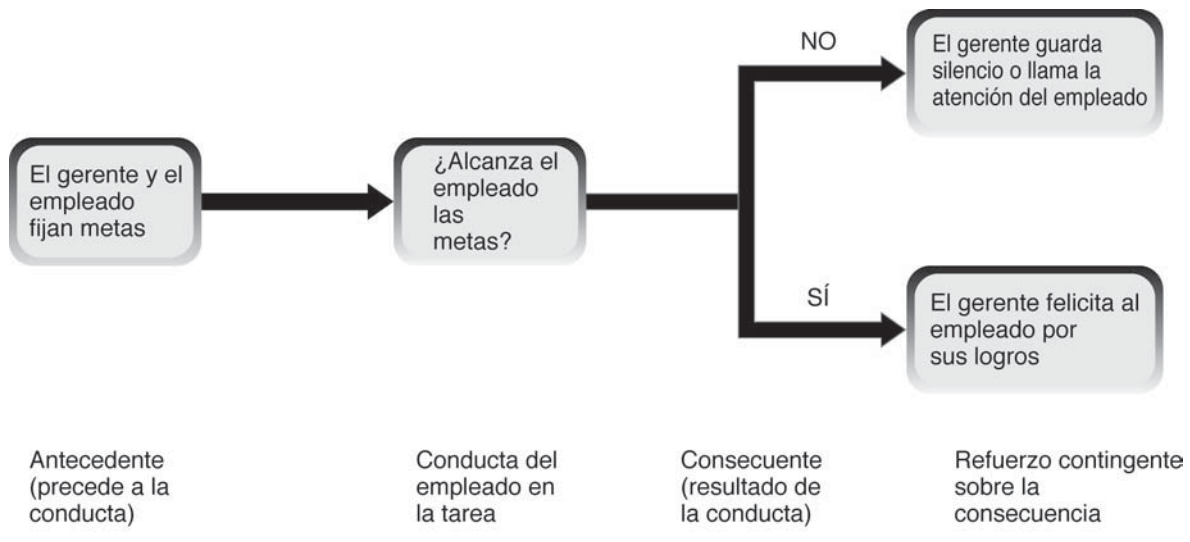 El gerente y el
empleado
fijan metas
¿Alcanza el
empleado
las
metas?
NO
El gerente guarda
silencio o llama la
atención del empleado
SÍ
El gerente felicita al
empleado por
sus logros
Antecedente
(precede a la
conducta)
Conducta del
empleado en
la tarea
Consecuente
(resultado de
la conducta)
Refuerzo contingente
sobre la
consecuencia